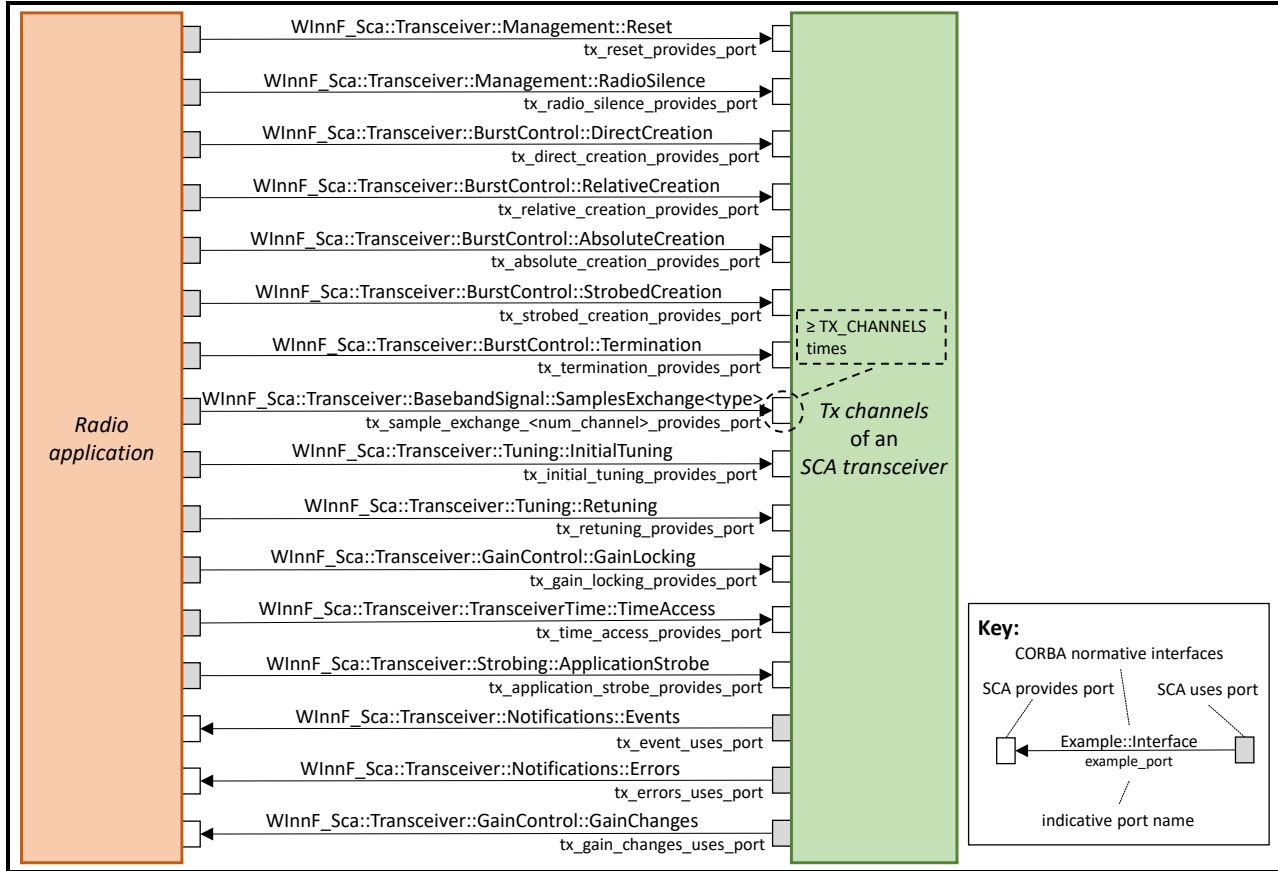 WInnF_Sca::Transceiver::Management::Reset
tx_reset_provides_port
WInnF_Sca::Transceiver::Management::RadioSilence
tx_radio_silence_provides_port
WInnF_Sca::Transceiver::BurstControl::DirectCreation
tx_direct_creation_provides_port
WInnF_Sca::Transceiver::BurstControl::RelativeCreation
tx_relative_creation_provides_port
WInnF_Sca::Transceiver::BurstControl::AbsoluteCreation
tx_absolute_creation_provides_port
WInnF_Sca::Transceiver::BurstControl::StrobedCreation
tx_strobed_creation_provides_port
≥ TX_CHANNELS
times
WInnF_Sca::Transceiver::BurstControl::Termination
tx_termination_provides_port
WInnF_Sca::Transceiver::BasebandSignal::SamplesExchange<type>
tx_sample_exchange_<num_channel>_provides_port
Radio
application
Tx channels
of an
SCA transceiver
WInnF_Sca::Transceiver::Tuning::InitialTuning
tx_initial_tuning_provides_port
WInnF_Sca::Transceiver::Tuning::Retuning
tx_retuning_provides_port
WInnF_Sca::Transceiver::GainControl::GainLocking
tx_gain_locking_provides_port
WInnF_Sca::Transceiver::TransceiverTime::TimeAccess
tx_time_access_provides_port
WInnF_Sca::Transceiver::Strobing::ApplicationStrobe
tx_application_strobe_provides_port
WInnF_Sca::Transceiver::Notifications::Events
tx_event_uses_port
WInnF_Sca::Transceiver::Notifications::Errors
tx_errors_uses_port
WInnF_Sca::Transceiver::GainControl::GainChanges
tx_gain_changes_uses_port
Key:
CORBA normative interfaces
SCA provides port
SCA uses port
Example::Interface
example_port
indicative port name